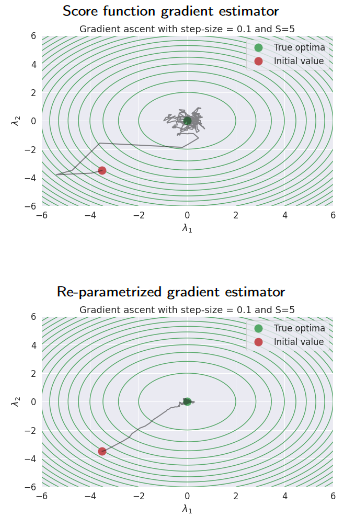 Score function gradient estimator
Gradient ascent with step-size = 0.1 and S=5
True optima
Initial value
6
4
2
0
−2
−4
−6
λ2
−6 −4 −2 0 2 4 6
λ1
Re-parametrized gradient estimator
Gradient ascent with step-size = 0.1 and S=5
True optima
Initial value
6
4
2
0
−2
−4
−6
λ2
−6 −4 −2 0 2 4 6
λ1